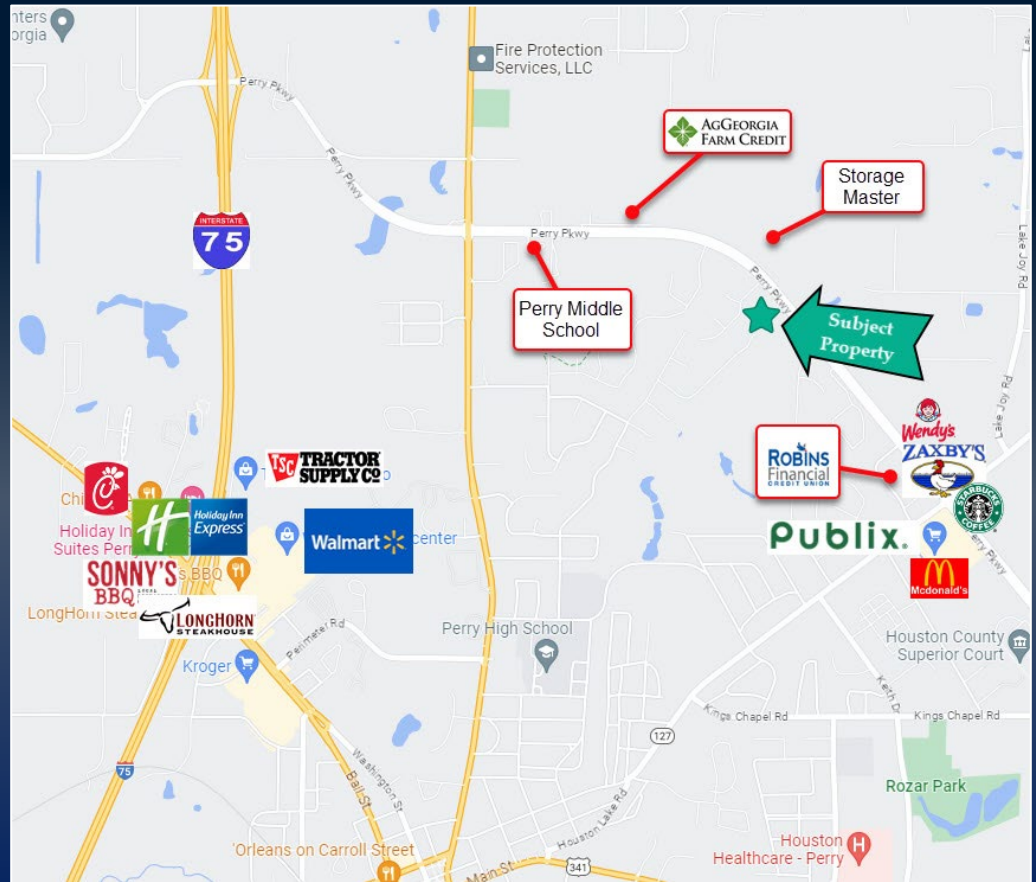 nters
orgia
Fire Protection
Services, LLC
Perry Pkwy
AGGEORGIA
FARM CREDIT
Perry Pkwy
Storage
Master
INTERSTATE
75
Perry Pkwy
Lake Joy Rd
Perry Pkwy
Perry Middle
School
Subject
Property
Lake Joy Rd
Wendy's
ZAXBY'S
ROBINS
Financial
CREDIT UNION
STARBUCKS
COFFEE
TSC TRACTOR
SUPPLY CO
Chi
Holiday Inn
Express
Holiday In
Suites Perr
Walmart
center
Publix.
Perry Pkwy
McDonald's
SONNY'S
BBQ
s BBQ
LongHorn Stea
LONGHORN
STEAKHOUSE
Perimeter Rd
Perry High School
Houston County
Superior Court
Kroger
Keith D
Kings Chapel Rd
Kings Chapel Rd
127
75
Washington St
Ball St
Rozar Park
Houston Lake Rd
'Orleans on Carroll Street
Houston
Healthcare - Perry
H
Main St
341